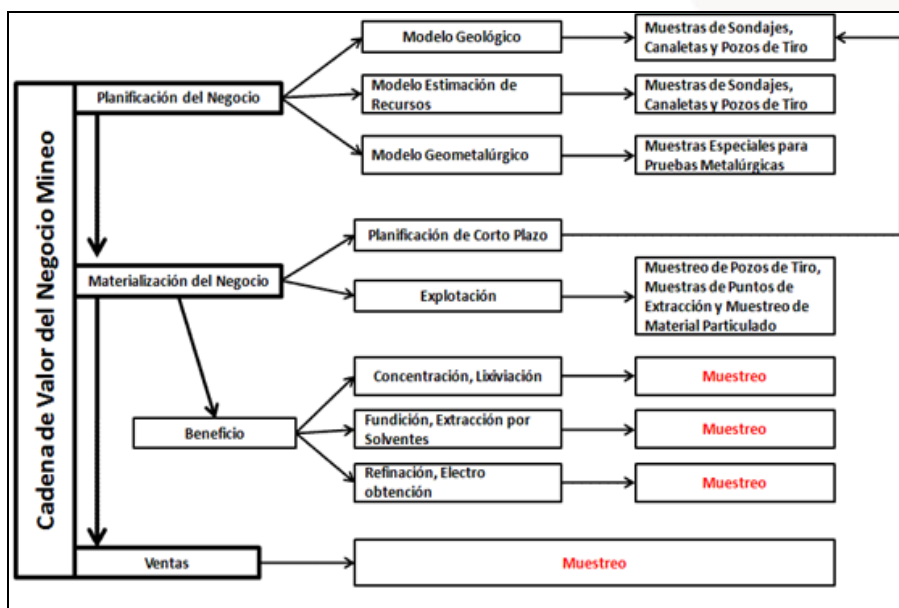 Cadena de Valor del Negocio Mineo
Planificación del Negocio
Modelo Geológico
Muestras de Sondajes,
Canaletas y Pozos de Tiro
Modelo Estimación de
Recursos
Muestras de Sondajes,
Canaletas y Pozos de Tiro
Modelo Geometalúrgico
Muestras Especiales para
Pruebas Metalúrgicas
Materialización del Negocio
Planificación de Corto Plazo
Explotación
Muestreo de Pozos de Tiro,
Muestras de Puntos de
Extracción y Muestreo de
Material Particulado
Beneficio
Concentración, Lixiviación
Muestreo
Fundición, Extracción por
Solventes
Muestreo
Refinación, Electro
obtención
Muestreo
Ventas
Muestreo